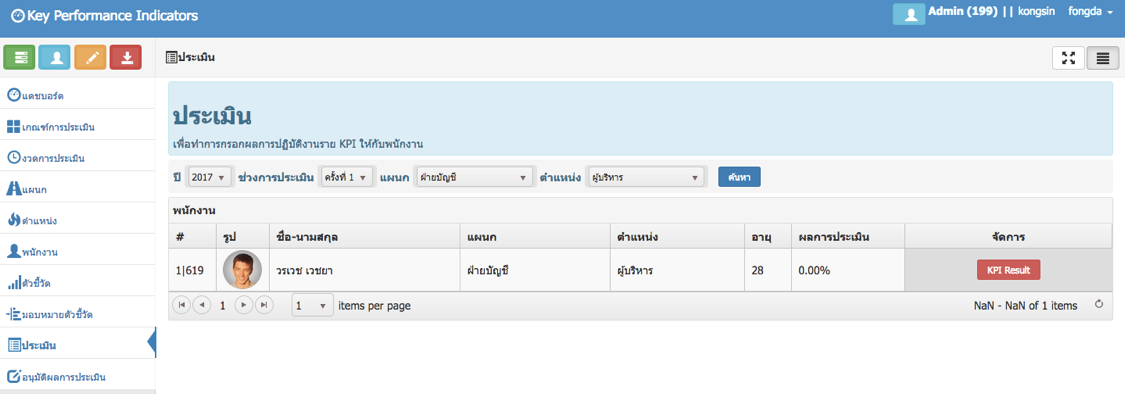 Key Performance Indicators
Admin (199) || kongsin fongda
ประเมิน
แดชบอร์ด
เกณฑ์การประเมิน
งวดการประเมิน
แผนก
ตำแหน่ง
พนักงาน
ตัวชี้วัด
มอบหมายตัวชี้วัด
ประเมิน
อนุมัติผลการประเมิน
ประเมิน
เพื่อทำการกรอกผลการปฏิบัติงานราย KPI ให้กับพนักงาน
ปี 2017 ช่วงการประเมิน ครั้งที่ 1 แผนก ฝ่ายบัญชี ตำแหน่ง ผู้บริหาร ค้นหา
พนักงาน
# รูป ชื่อ-นามสกุล แผนก ตำแหน่ง อายุ ผลการประเมิน จัดการ
1|619 วรเวช เวชยา ฝ่ายบัญชี ผู้บริหาร 28 0.00% KPI Result
1 1 items per page NaN - NaN of 1 items